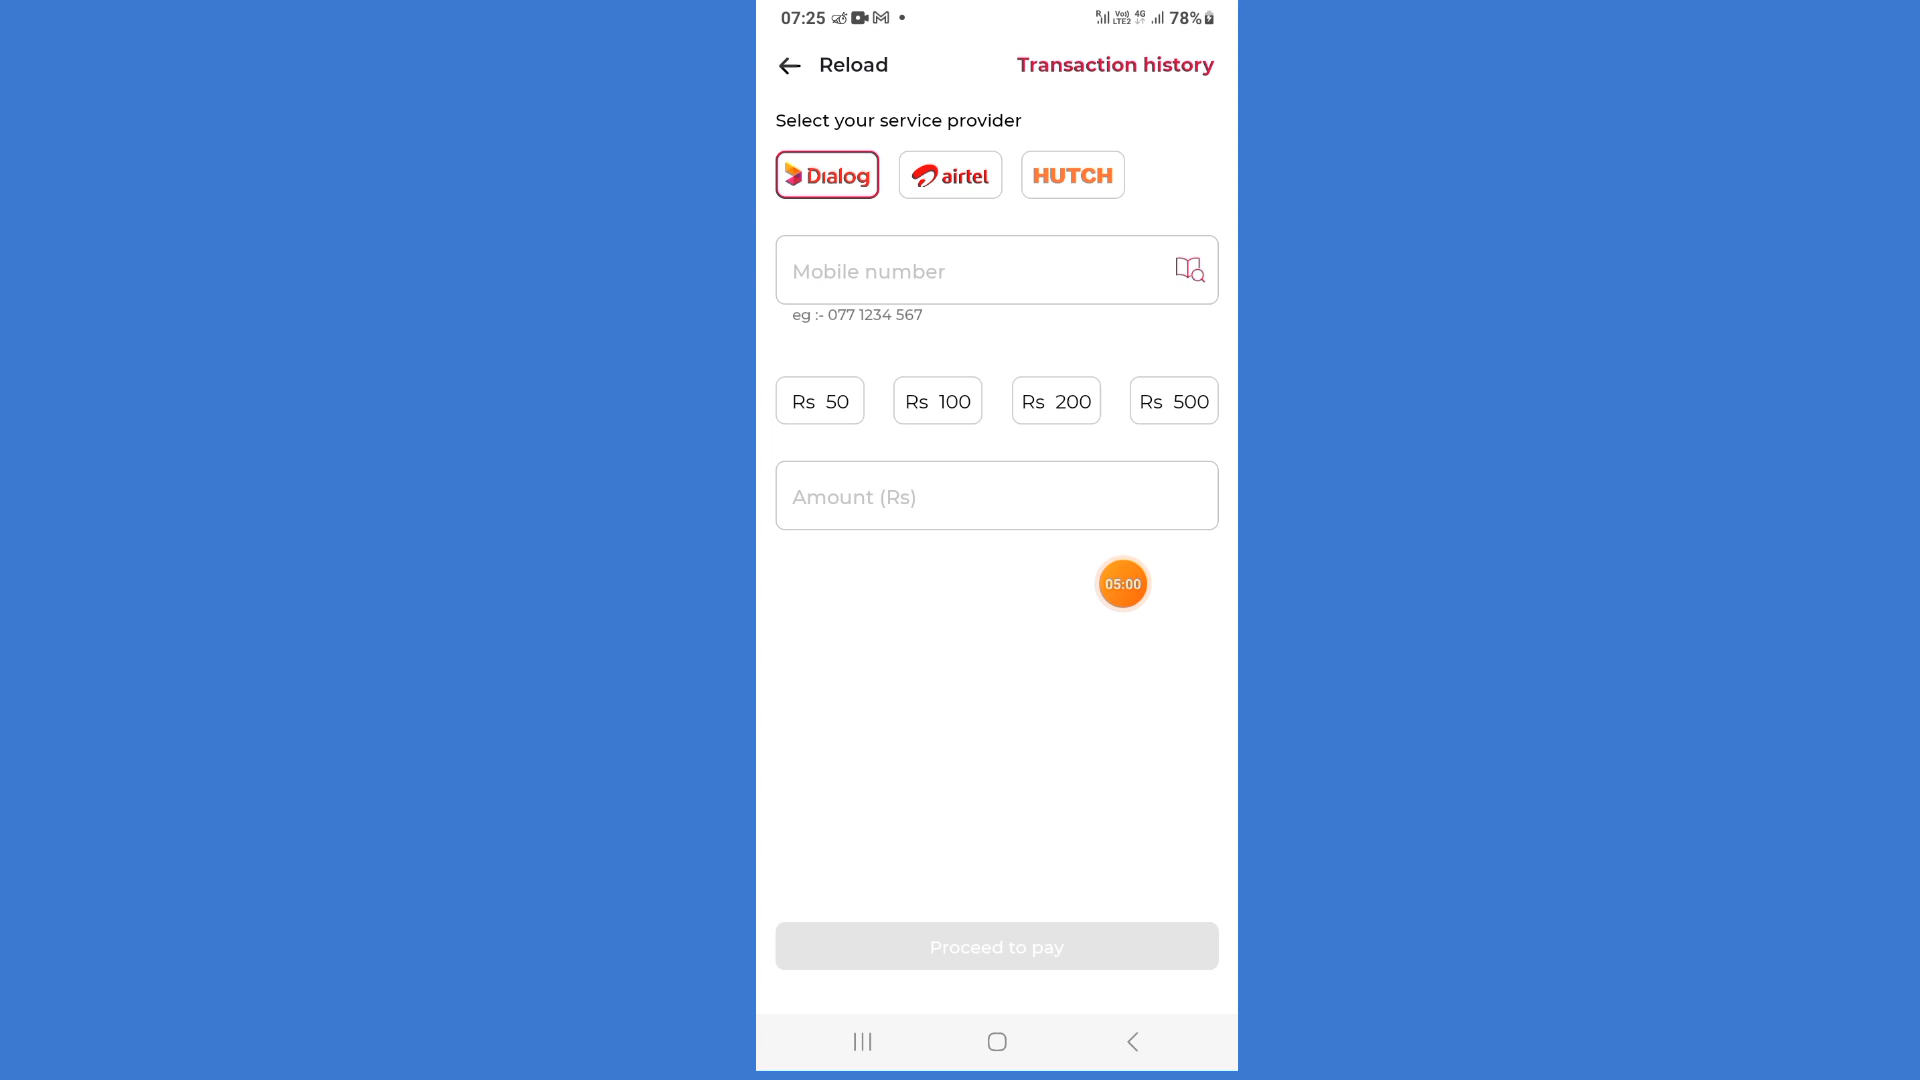 07:25 78%
Reload Transaction history
Select your service provider
Dialog airtel HUTCH
Mobile number
eg :- 077 1234 567
Rs 50 Rs 100 Rs 200 Rs 500
Amount (Rs)
05:00
Proceed to pay